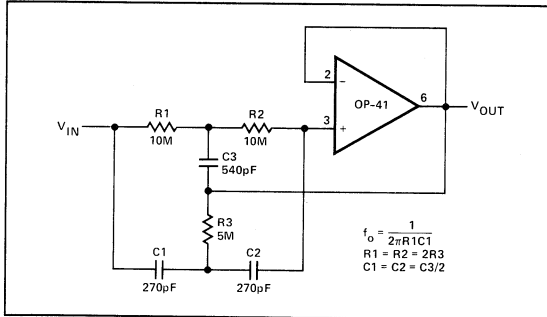 2
−
OP-41
6
3
+
V_OUT
V_IN
R1
10M
R2
10M
C3
540pF
R3
5M
C1
270pF
C2
270pF
f_o = 1 / 2πR1C1
R1 = R2 = 2R3
C1 = C2 = C3/2